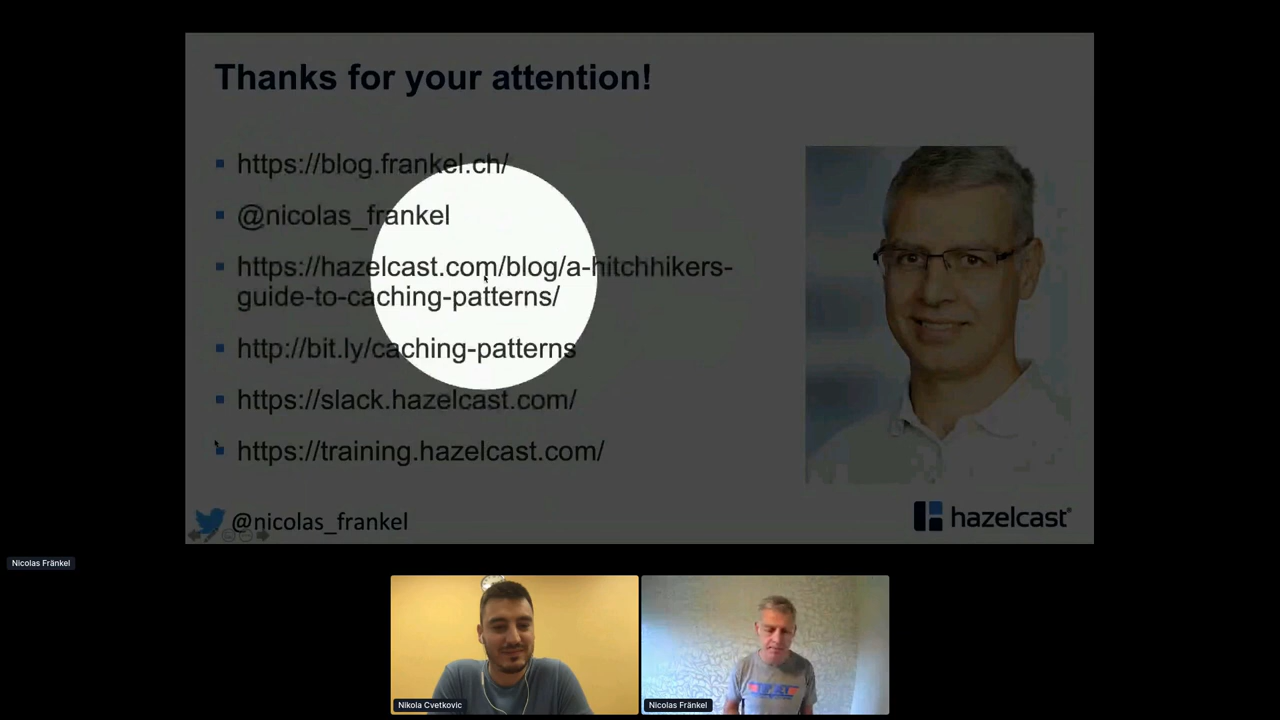 Thanks for your attention!
https://blog.frankel.ch/
@nicolas_frankel
https://hazelcast.com/blog/a-hitchhikers-
guide-to-caching-patterns/
http://bit.ly/caching-patterns
https://slack.hazelcast.com/
https://training.hazelcast.com/
@nicolas_frankel
hazelcast
Nicolas Fränkel
Nikola Cvetkovic
Nicolas Fränkel